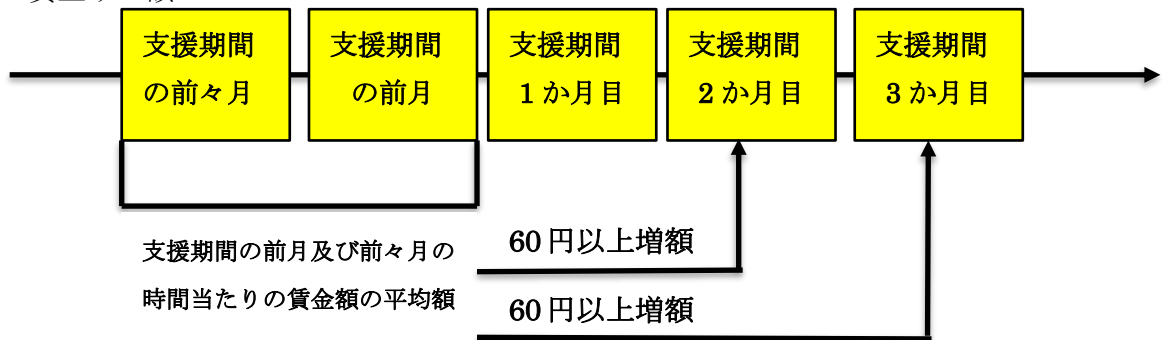 支援期間
の前々月
支援期間
の前月
支援期間
1か月目
支援期間
2か月目
支援期間
3か月目
60円以上増額
支援期間の前月及び前々月の
時間当たりの賃金額の平均額
60円以上増額